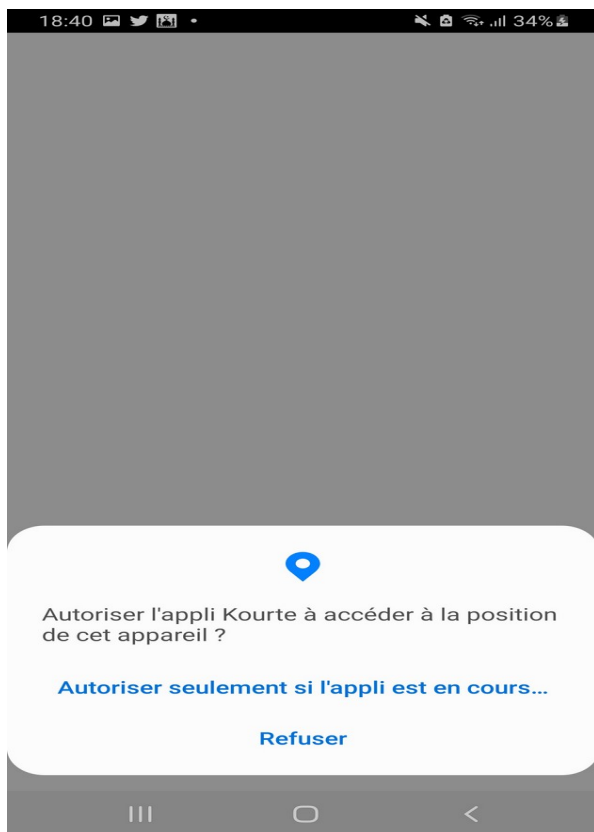 18:40
34%
Autoriser l'appli Kourte à accéder à la position
de cet appareil ?
Autoriser seulement si l'appli est en cours...
Refuser